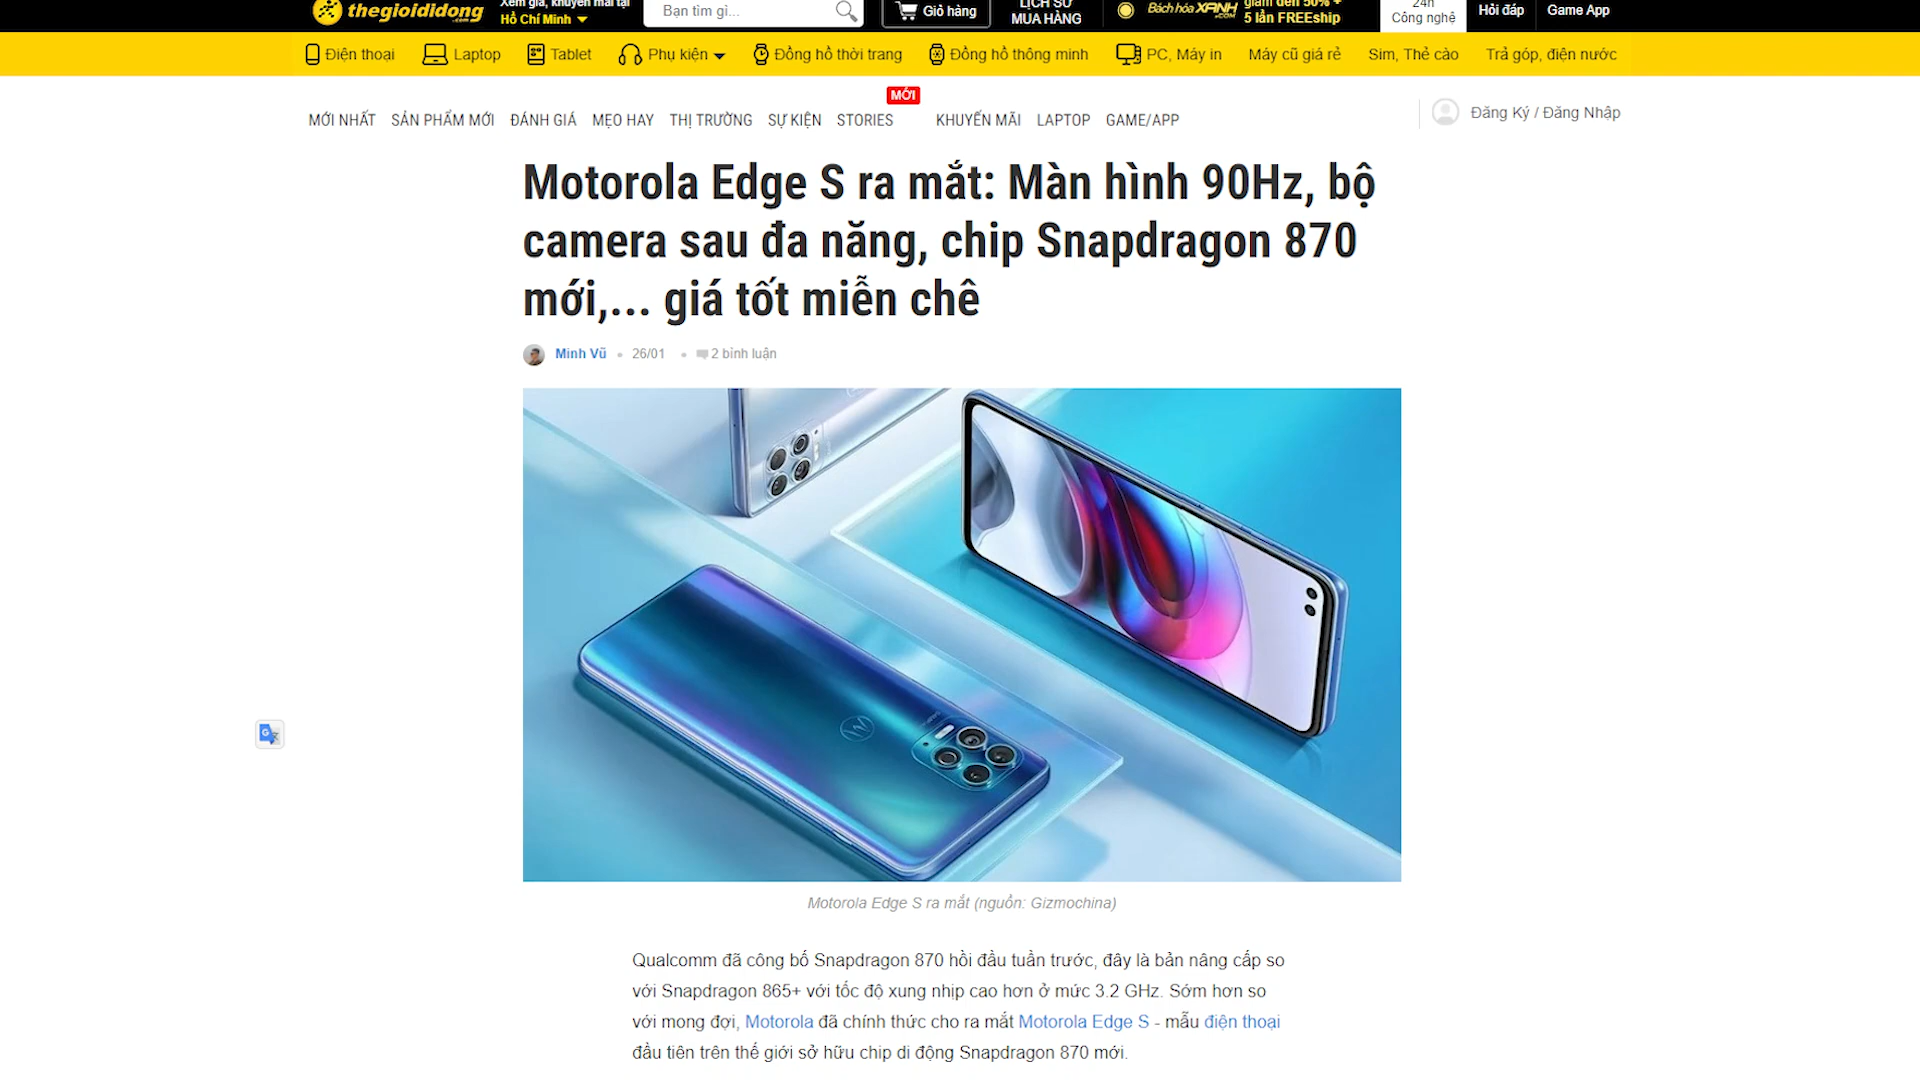 thegioididong.com
Xem giá, khuyến mãi tại
Hồ Chí Minh
Bạn tìm gì...
Giỏ hàng
LỊCH SỬ
MUA HÀNG
Bách hóa XANH.COM
giảm đến 50% +
5 lần FREEship
24h
Công nghệ
Hỏi đáp
Game App
Điện thoại
Laptop
Tablet
Phụ kiện
Đồng hồ thời trang
Đồng hồ thông minh
PC, Máy in
Máy cũ giá rẻ
Sim, Thẻ cào
Trả góp, điện nước
MỚI
MỚI NHẤT
SẢN PHẨM MỚI
ĐÁNH GIÁ
MẸO HAY
THỊ TRƯỜNG
SỰ KIỆN
STORIES
KHUYẾN MÃI
LAPTOP
GAME/APP
Đăng Ký / Đăng Nhập
Motorola Edge S ra mắt: Màn hình 90Hz, bộ
camera sau đa năng, chip Snapdragon 870
mới,... giá tốt miễn chê
Minh Vũ
26/01
2 bình luận
Motorola Edge S ra mắt (nguồn: Gizmochina)
Qualcomm đã công bố Snapdragon 870 hồi đầu tuần trước, đây là bản nâng cấp so
với Snapdragon 865+ với tốc độ xung nhịp cao hơn ở mức 3.2 GHz. Sớm hơn so
với mong đợi, Motorola đã chính thức cho ra mắt Motorola Edge S - mẫu điện thoại
đầu tiên trên thế giới sở hữu chip di động Snapdragon 870 mới.